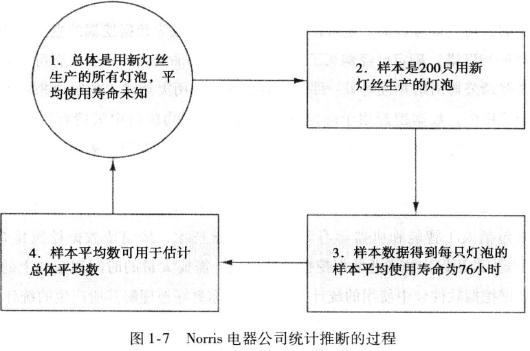 1. 总体是用新灯丝
生产的所有灯泡，平
均使用寿命未知
2. 样本是200只用新
灯丝生产的灯泡
4. 样本平均数可用于估计
总体平均数
3. 样本数据得到每只灯泡的
样本平均使用寿命为76小时
图 1-7 Norris 电器公司统计推断的过程